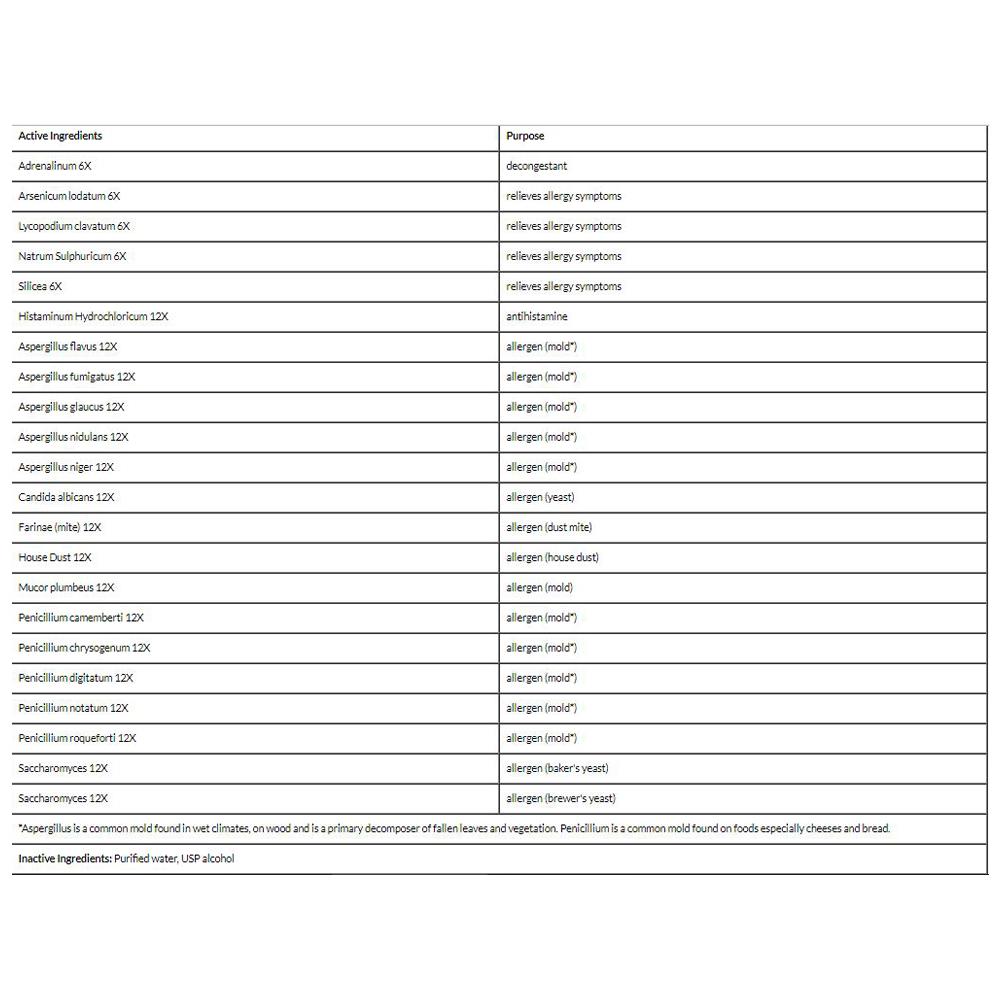 Active Ingredients Purpose
Adrenalinum 6X decongestant
Arsenicum Iodatum 6X relieves allergy symptoms
Lycopodium clavatum 6X relieves allergy symptoms
Natrum Sulphuricum 6X relieves allergy symptoms
Silicea 6X relieves allergy symptoms
Histaminum Hydrochloricum 12X antihistamine
Aspergillus flavus 12X allergen (mold*)
Aspergillus fumigatus 12X allergen (mold*)
Aspergillus glaucus 12X allergen (mold*)
Aspergillus nidulans 12X allergen (mold*)
Aspergillus niger 12X allergen (mold*)
Candida albicans 12X allergen (yeast)
Farinae (mite) 12X allergen (dust mite)
House Dust 12X allergen (house dust)
Mucor plumbeus 12X allergen (mold)
Penicillium camemberti 12X allergen (mold*)
Penicillium chrysogenum 12X allergen (mold*)
Penicillium digitatum 12X allergen (mold*)
Penicillium notatum 12X allergen (mold*)
Penicillium roqueforti 12X allergen (mold*)
Saccharomyces 12X allergen (baker's yeast)
Saccharomyces 12X allergen (brewer's yeast)
*Aspergillus is a common mold found in wet climates, on wood and is a primary decomposer of fallen leaves and vegetation. Penicillium is a common mold found on foods especially cheeses and bread.
Inactive Ingredients: Purified water, USP alcohol